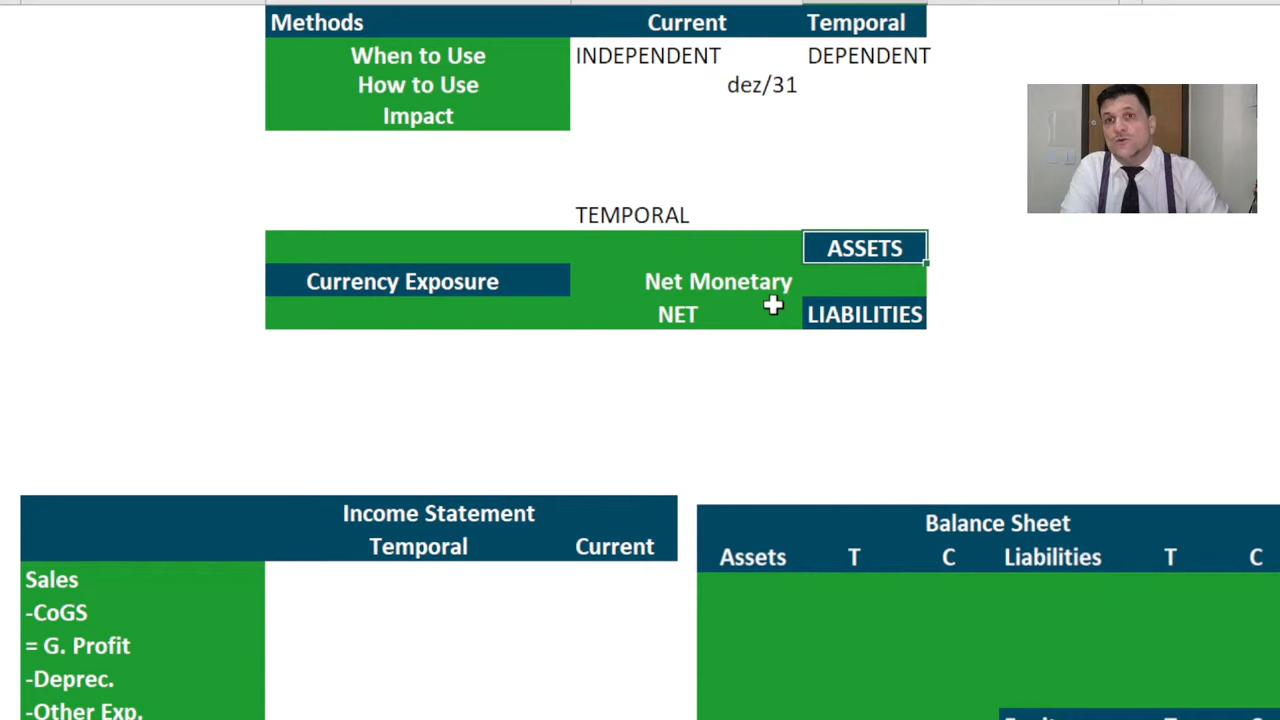 Methods Current Temporal
When to Use INDEPENDENT DEPENDENT
How to Use dez/31
Impact
TEMPORAL
ASSETS
Currency Exposure Net Monetary
NET LIABILITIES
Income Statement
Temporal Current
Balance Sheet
Assets T C Liabilities T C
Sales
-CoGS
= G. Profit
-Deprec.
-Other Exp.